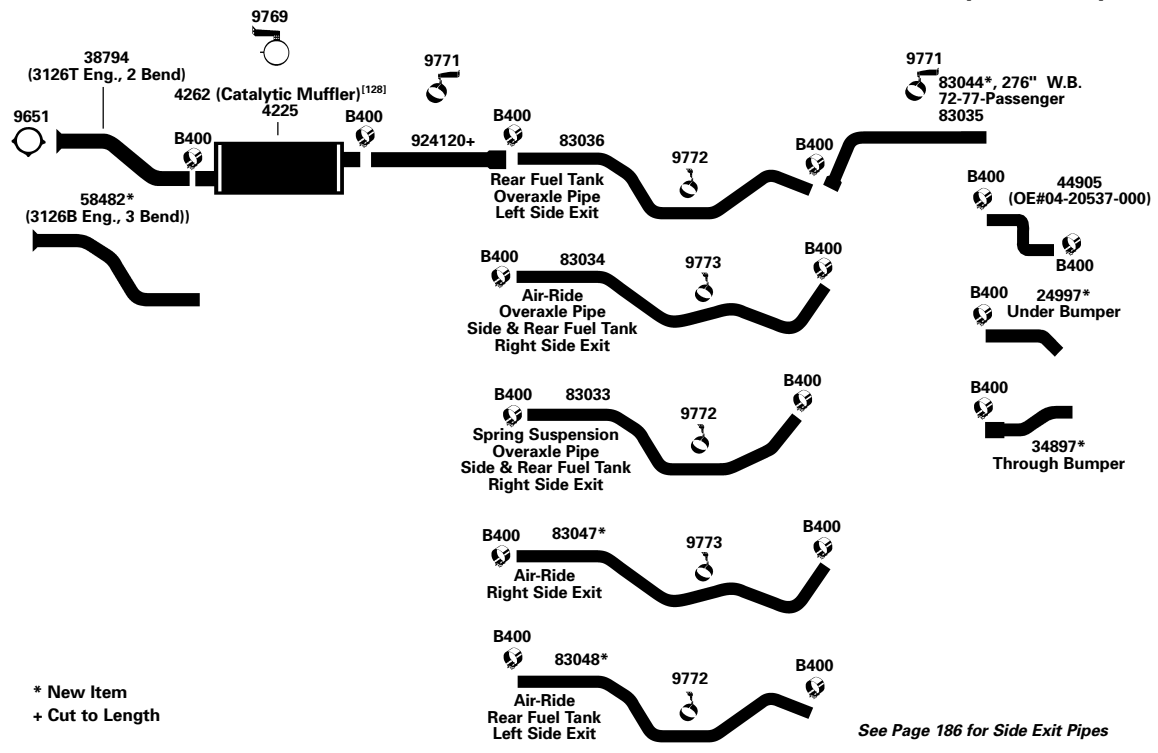 9769
38794
(3126T Eng., 2 Bend)
9651
4262 (Catalytic Muffler)[128]
4225
B400
B400
9771
924120+
B400
83036
9772
B400
Rear Fuel Tank
Overaxle Pipe
Left Side Exit
9771
83044*, 276" W.B.
72-77-Passenger
83035
58482*
(3126B Eng., 3 Bend))
B400
83034
9773
B400
Air-Ride
Overaxle Pipe
Side & Rear Fuel Tank
Right Side Exit
B400
44905
(OE#04-20537-000)
B400
B400
24997*
Under Bumper
B400
83033
9772
B400
Spring Suspension
Overaxle Pipe
Side & Rear Fuel Tank
Right Side Exit
B400
34897*
Through Bumper
B400
83047*
9773
B400
Air-Ride
Right Side Exit
B400
83048*
9772
B400
Air-Ride
Rear Fuel Tank
Left Side Exit
* New Item
+ Cut to Length
See Page 186 for Side Exit Pipes